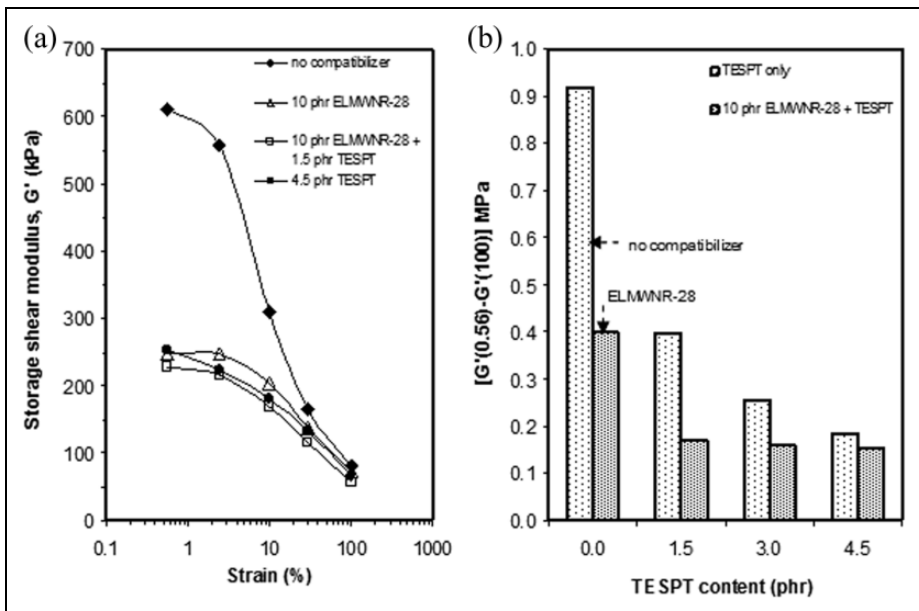 (a)
700
600
500
400
300
200
100
0
Storage shear modulus, G' (kPa)
0.1
1
10
100
1000
Strain (%)
no compatibilizer
10 phr ELMWNR-28
10 phr ELMWNR-28 +
1.5 phr TESPT
4.5 phr TESPT
(b)
1.0
0.9
0.8
0.7
0.6
0.5
0.4
0.3
0.2
0.1
0.0
[G'(0.56)-G'(100)] MPa
TESPT only
10 phr ELMWNR-28 + TESPT
no compatibilizer
ELMWNR-28
0.0
1.5
3.0
4.5
TESPT content (phr)